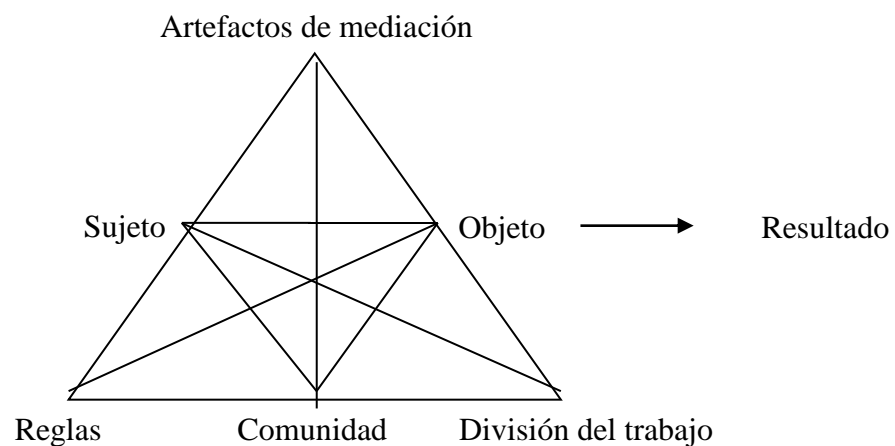 Artefactos de mediación
Sujeto Objeto Resultado
Reglas Comunidad División del trabajo